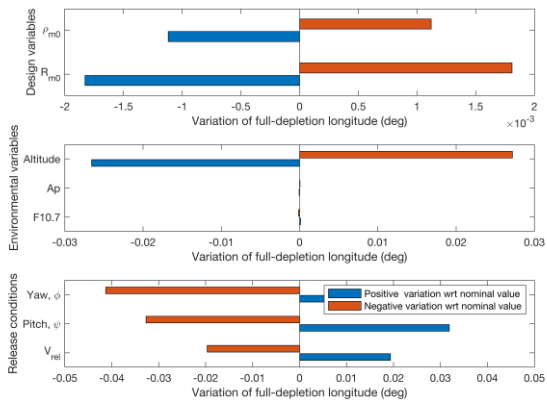 Design variables
ρm0
Rm0
-2 -1.5 -1 -0.5 0 0.5 1 1.5 2
×10⁻³
Variation of full-depletion longitude (deg)
Environmental variables
Altitude
Ap
F10.7
-0.03 -0.02 -0.01 0 0.01 0.02 0.03
Variation of full-depletion longitude (deg)
Release conditions
Yaw, ϕ
Pitch, ψ
Vrel
Positive variation wrt nominal value
Negative variation wrt nominal value
-0.05 -0.04 -0.03 -0.02 -0.01 0 0.01 0.02 0.03 0.04 0.05
Variation of full-depletion longitude (deg)